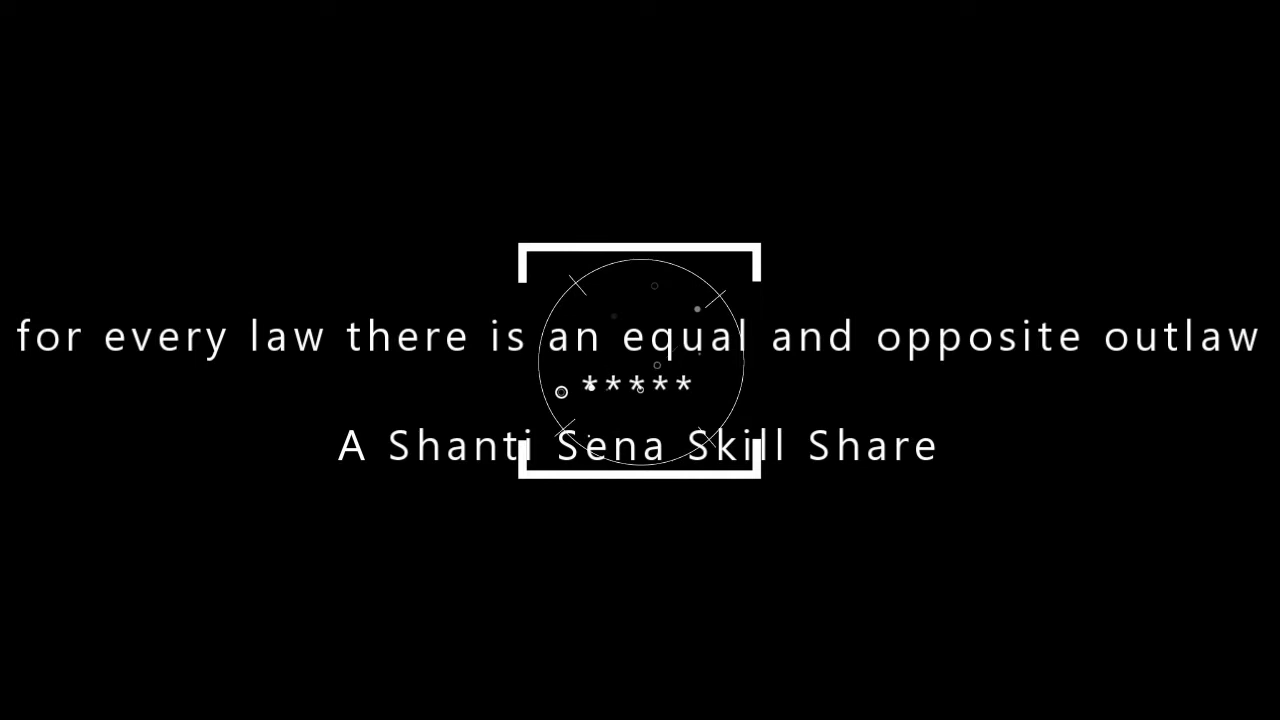 for every law there is an equal and opposite outlaw
*****
A Shanti Sena Skill Share